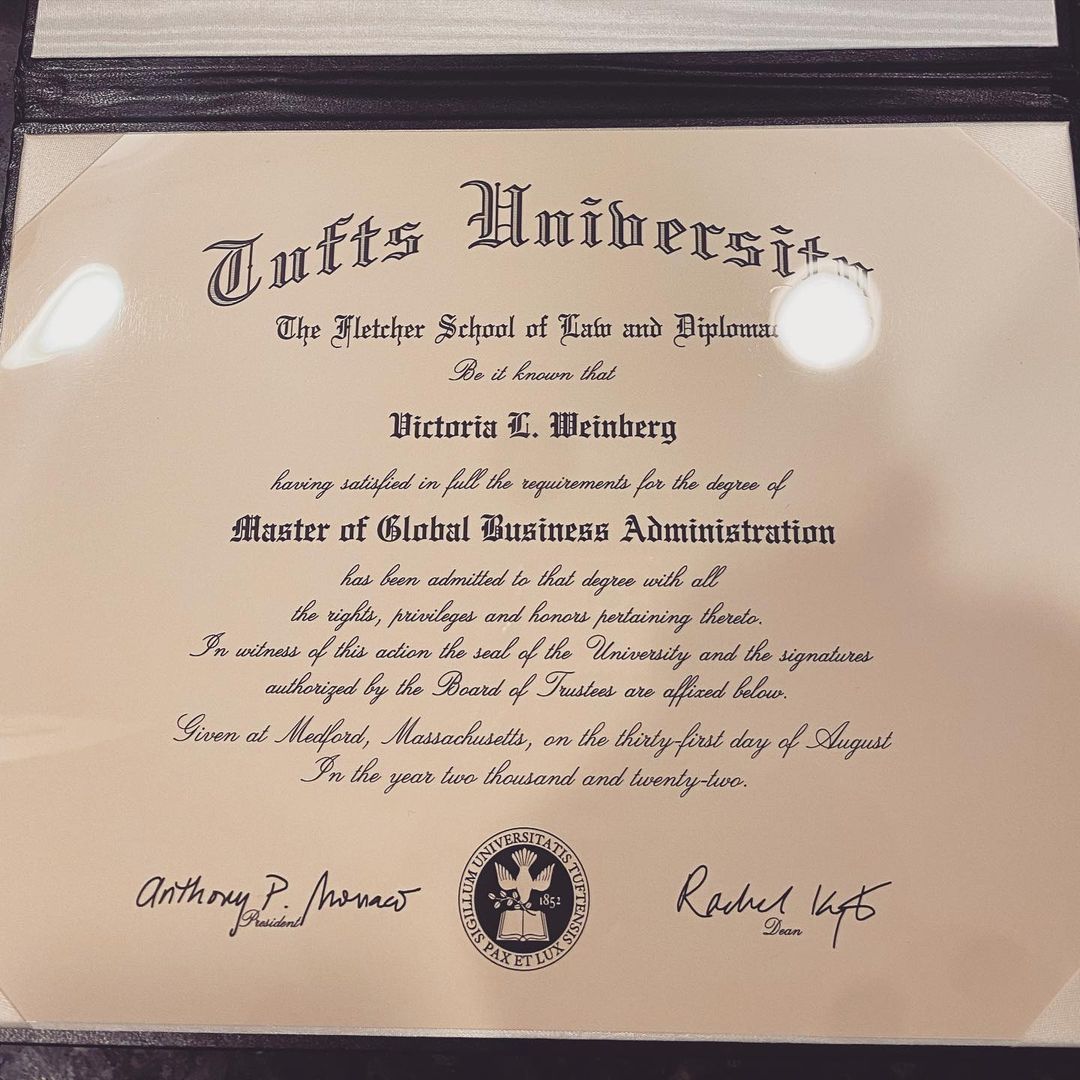 Tufts University
The Fletcher School of Law and
Be it known that
Victoria L. Weinberg
having satisfied in full the requirements for the degree of
Master of Global Business Administration
has been admitted to that degree with all
the rights, privileges and honors pertaining thereto.
In witness of this action the seal of the University and the signatures
authorized by the Board of Trustees are affixed below.
Given at Medford, Massachusetts, on the thirty-first day of August
In the year two thousand and twenty-two.
Anthony P. Monaco
President
SIGILLUM UNIVERSITATIS TUFTENSIS
1852
PAX ET LUX
Rachel
Dean